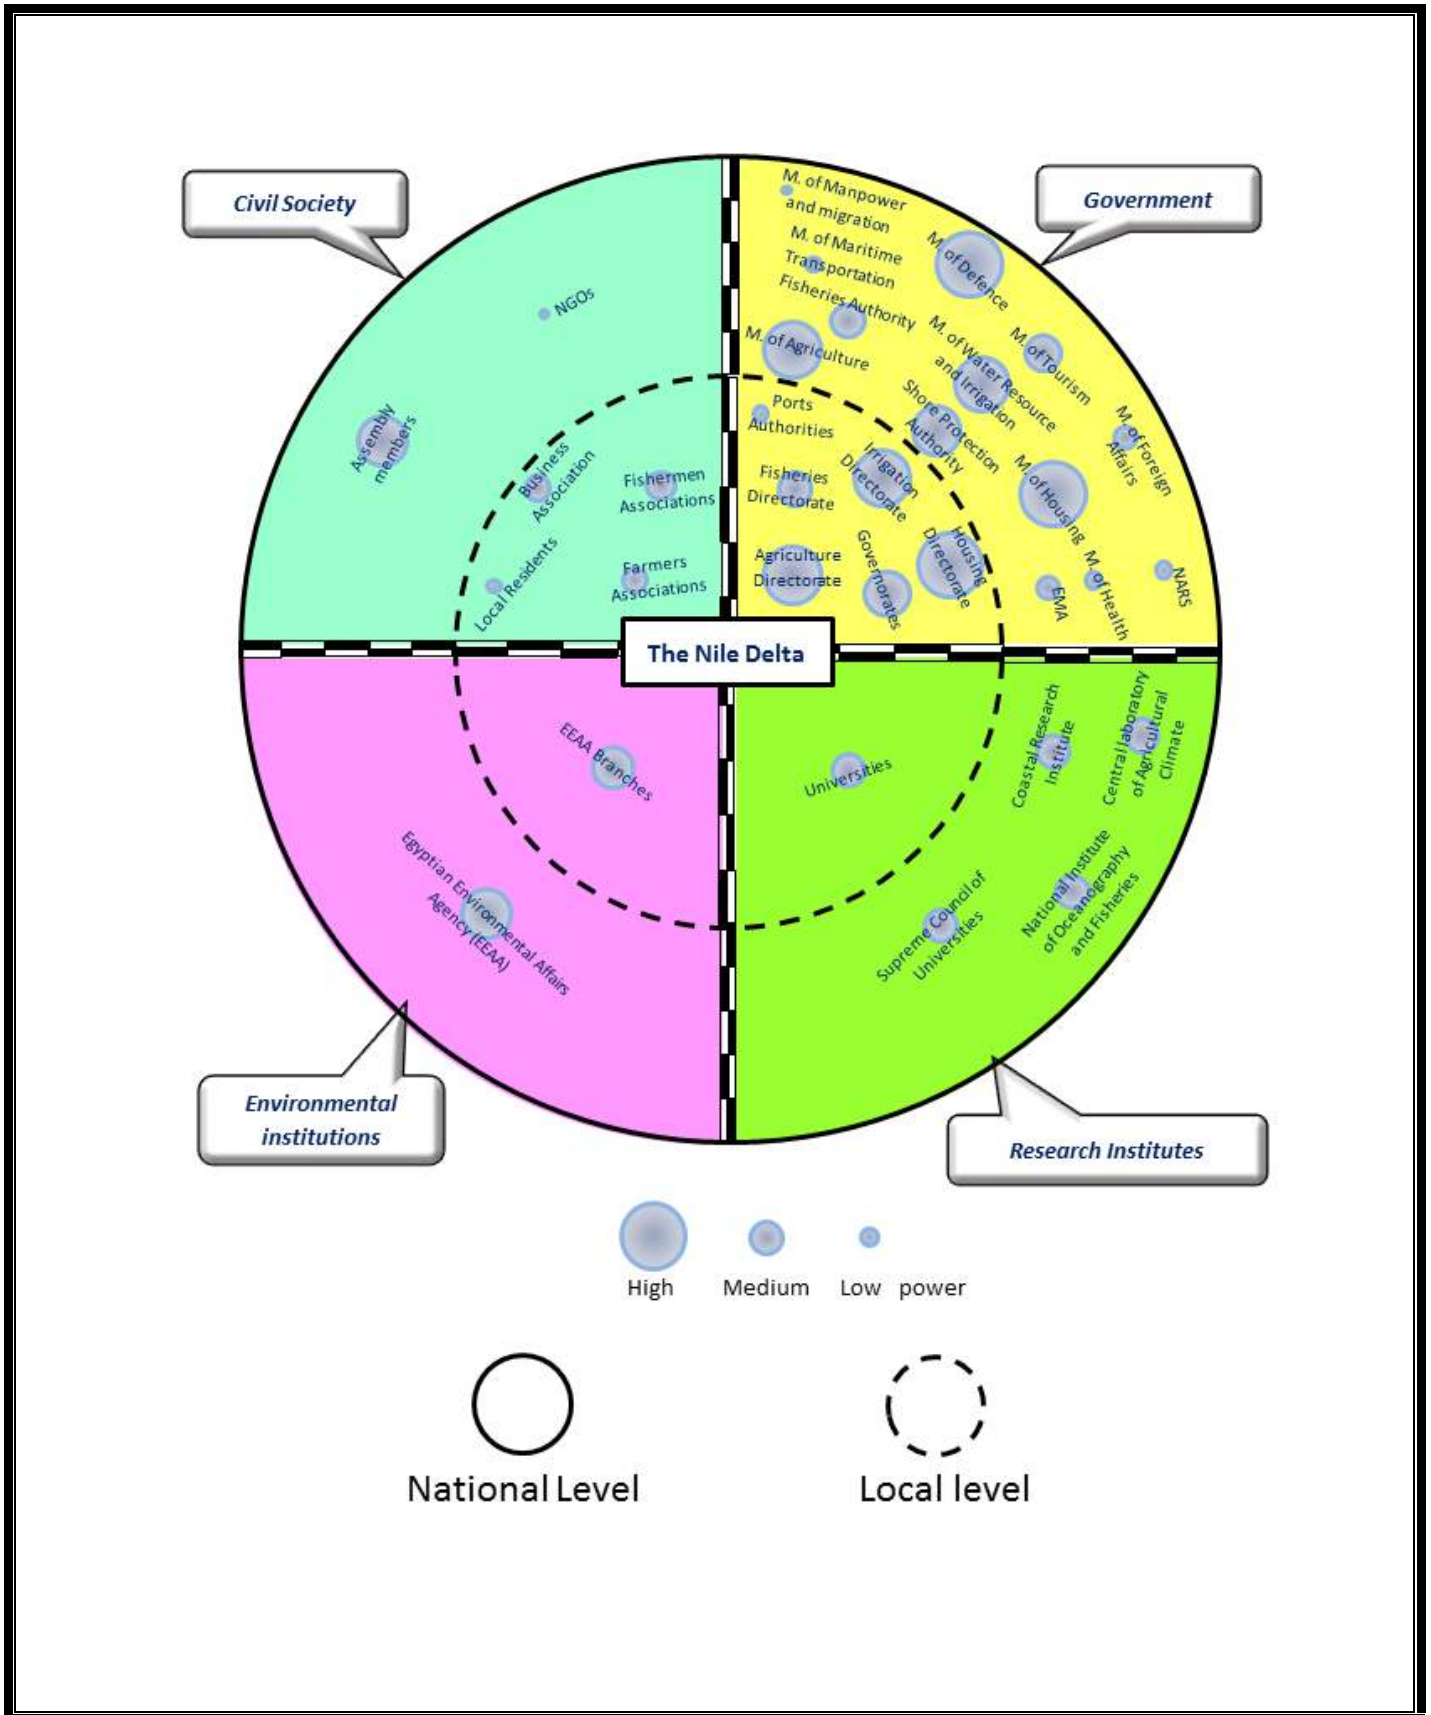 Civil Society
Government
M. of Manpower
and migration
M. of Maritime
Transportation
Fisheries Authority
M. of Agriculture
M. of Defence
M. of Tourism
M. of Water Resource
and Irrigation
Shore Protection
Authority
M. of Foreign
Affairs
M. of Housing
M. of Health
EMA
NARS
Ports
Authorities
Fisheries
Directorate
Irrigation
Directorate
Agriculture
Directorate
Governorates
Housing
Directorate
NGOs
Assembly
members
Business
Association
Fishermen
Associations
Local Residents
Farmers
Associations
The Nile Delta
EEAA Branches
Egyptian Environmental Affairs
Agency (EEAA)
Universities
Coastal Research
Institute
Central laboratory
of Agricultural
Climate
National Institute
of Oceanography
and Fisheries
Supreme Council of
Universities
Environmental
institutions
Research Institutes
High Medium Low power
National Level Local level